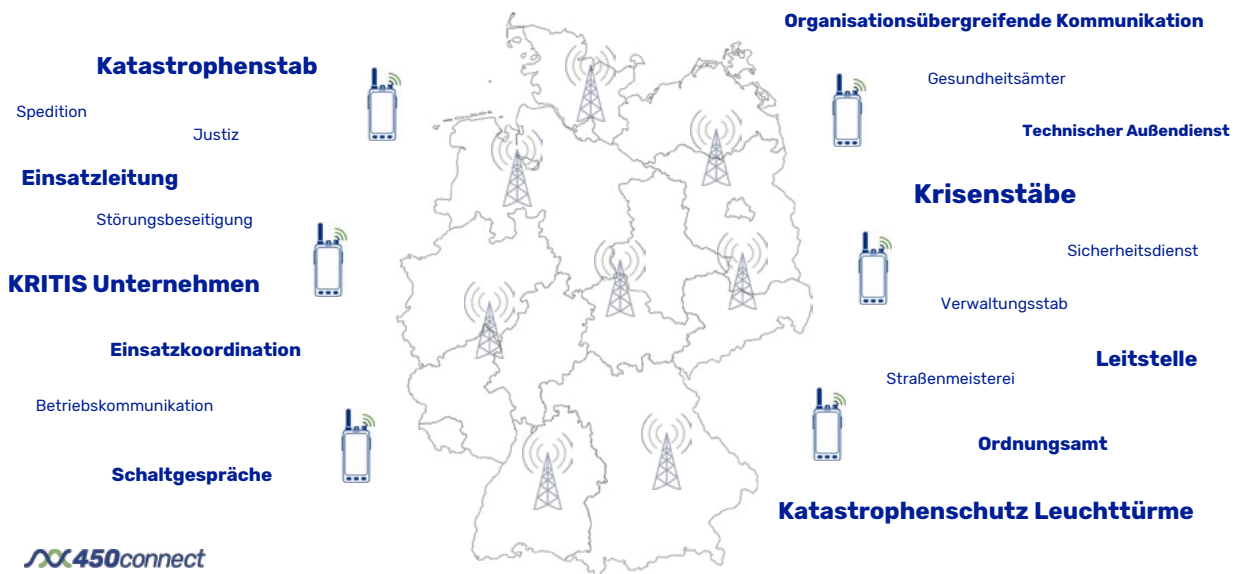 Organisationsübergreifende Kommunikation
Katastrophenstab
Gesundheitsämter
Spedition
Justiz
Technischer Außendienst
Einsatzleitung
Krisenstäbe
Störungsbeseitigung
Sicherheitsdienst
KRITIS Unternehmen
Verwaltungsstab
Einsatzkoordination
Leitstelle
Straßenmeisterei
Betriebskommunikation
Ordnungsamt
Schaltgespräche
Katastrophenschutz Leuchttürme
450connect